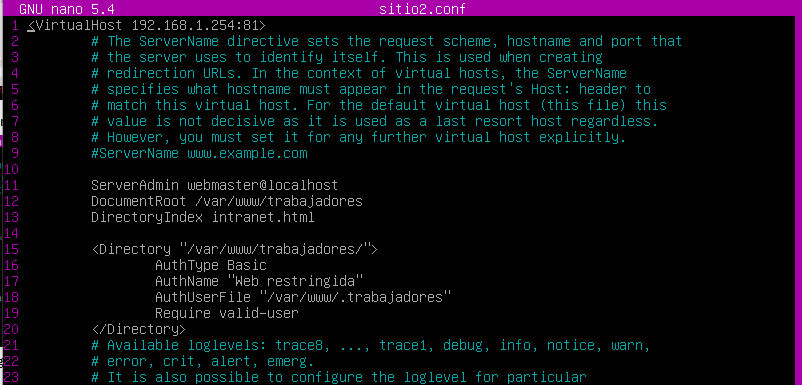 GNU nano 5.4 sitio2.conf
1 <VirtualHost 192.168.1.254:81>
2 # The ServerName directive sets the request scheme, hostname and port that
3 # the server uses to identify itself. This is used when creating
4 # redirection URLs. In the context of virtual hosts, the ServerName
5 # specifies what hostname must appear in the request's Host: header to
6 # match this virtual host. For the default virtual host (this file) this
7 # value is not decisive as it is used as a last resort host regardless.
8 # However, you must set it for any further virtual host explicitly.
9 #ServerName www.example.com
10
11 ServerAdmin webmaster@localhost
12 DocumentRoot /var/www/trabajadores
13 DirectoryIndex intranet.html
14
15 <Directory "/var/www/trabajadores/">
16 AuthType Basic
17 AuthName "Web restringida"
18 AuthUserFile "/var/www/.trabajadores"
19 Require valid-user
20 </Directory>
21 # Available loglevels: trace8, ..., trace1, debug, info, notice, warn,
22 # error, crit, alert, emerg.
23 # It is also possible to configure the loglevel for particular